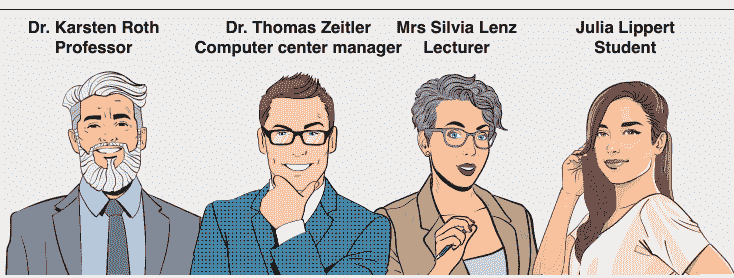 Dr. Karsten Roth
Professor
Dr. Thomas Zeitler
Computer center manager
Mrs Silvia Lenz
Lecturer
Julia Lippert
Student